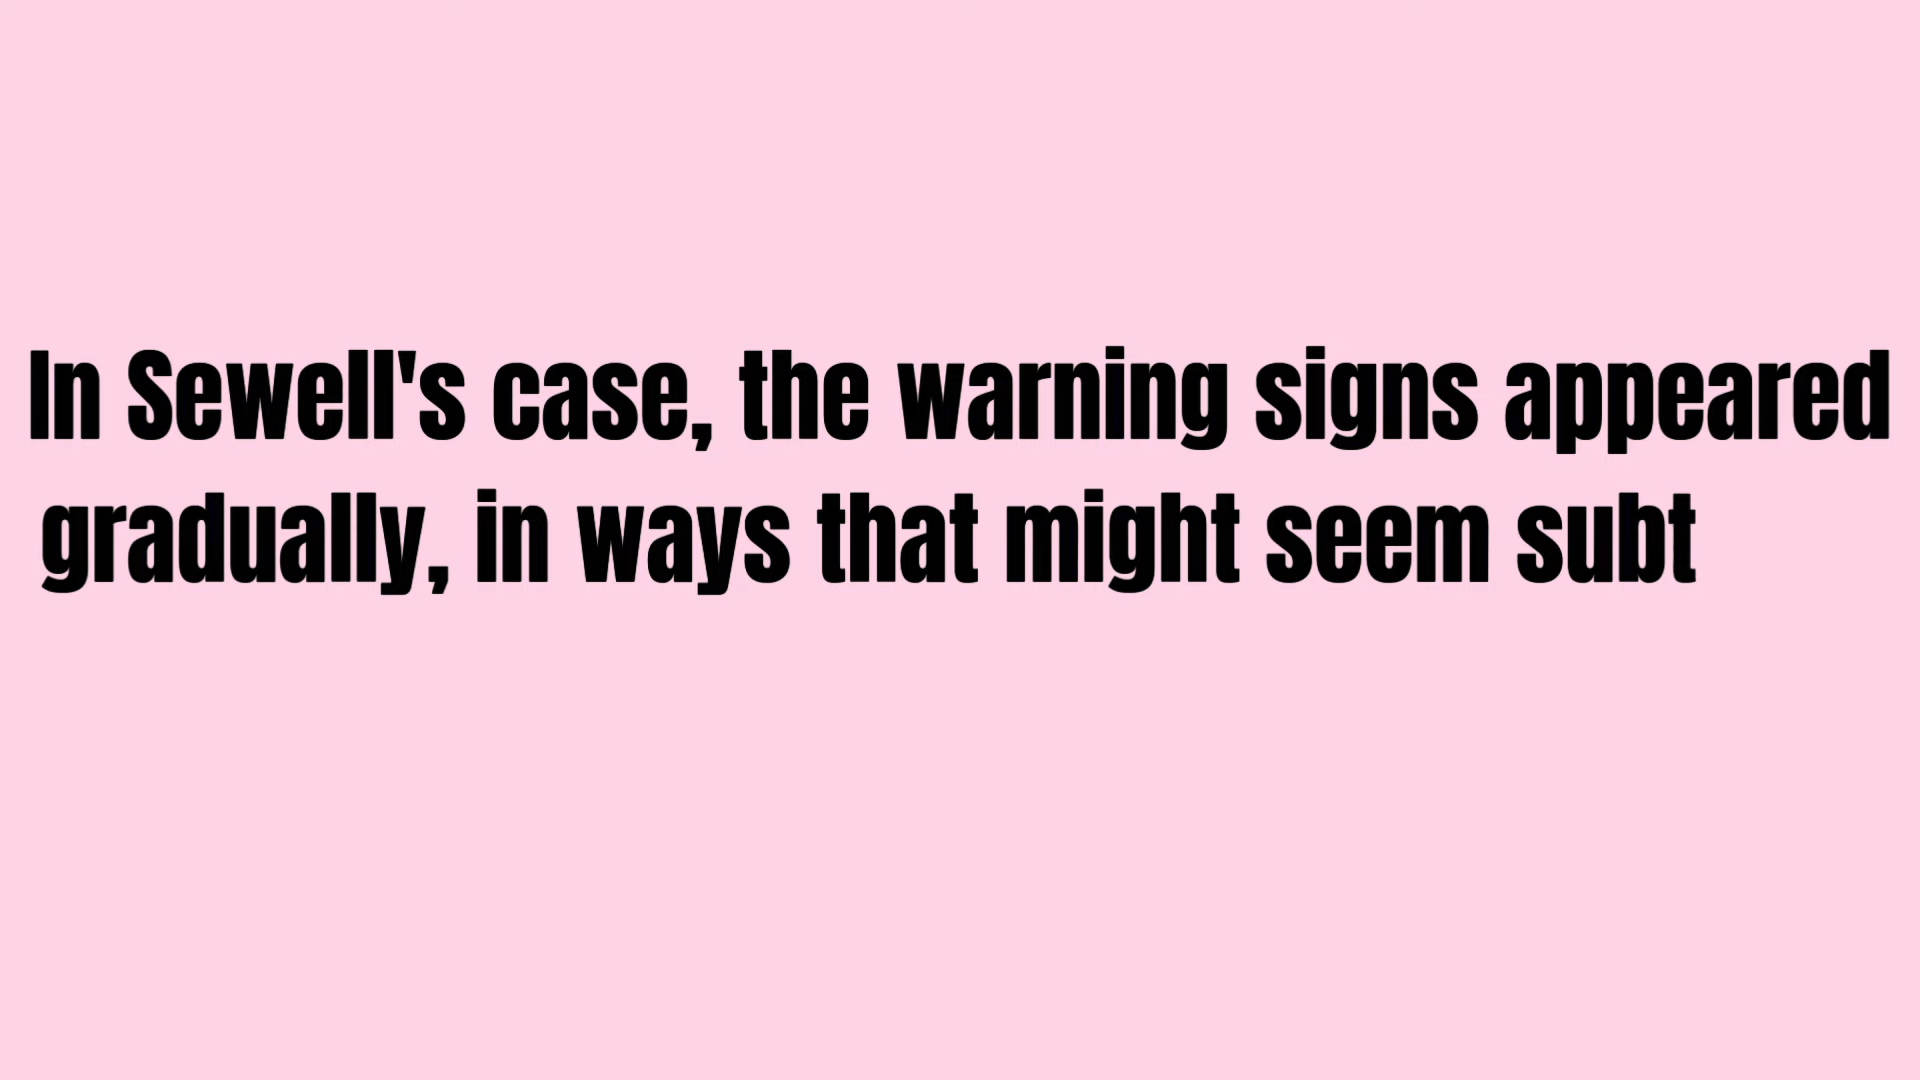 In Sewell's case, the warning signs appeared
gradually, in ways that might seem subt